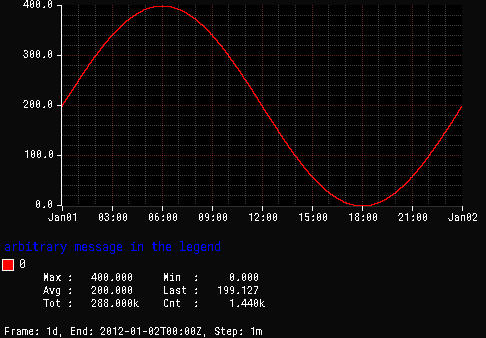 400.0
300.0
200.0
100.0
0.0
Jan01 03:00 06:00 09:00 12:00 15:00 18:00 21:00 Jan02
arbitrary message in the legend
0
Max : 400.000 Min : 0.000
Avg : 200.000 Last : 199.127
Tot : 288.000k Cnt : 1.440k
Frame: 1d, End: 2012-01-02T00:00Z, Step: 1m